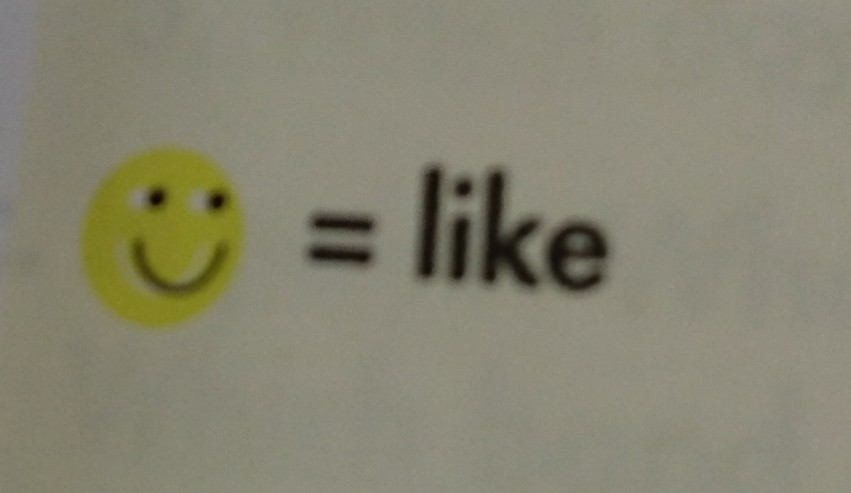 = like